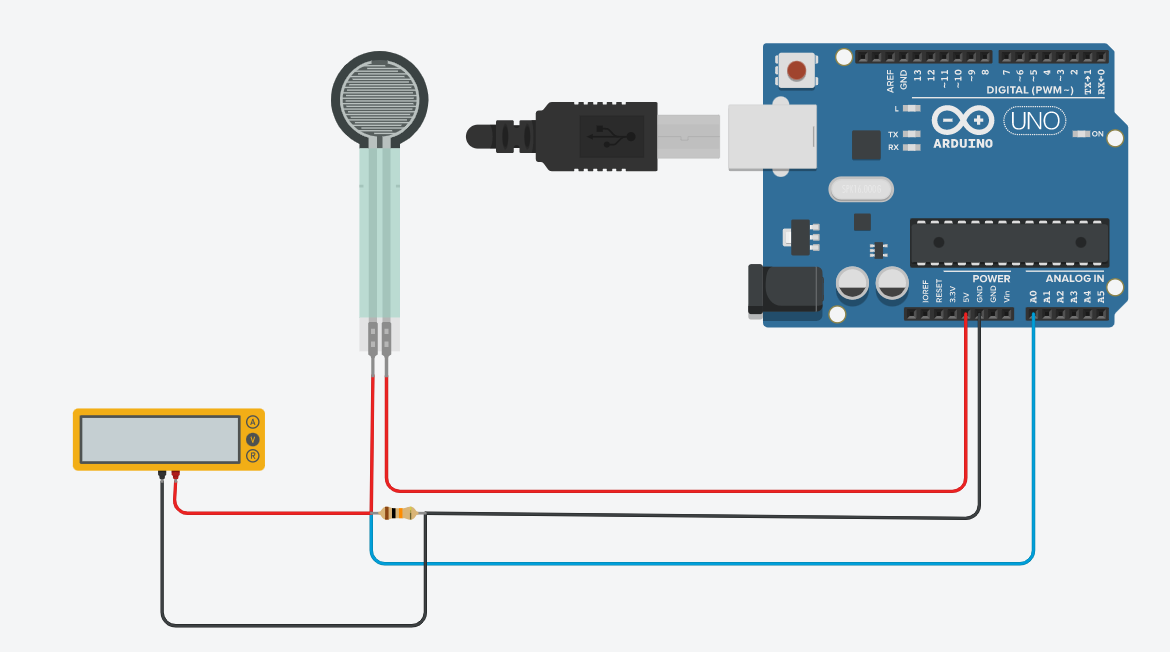 AREF
GND
13
12
~11
~10
~9
8
7
~6
~5
4
~3
2
TX→1
RX←0
DIGITAL (PWM~)
L
TX
RX
UNO
ON
ARDUINO
POWER
ANALOG IN
IOREF
RESET
3.3V
5V
GND
GND
Vin
A0
A1
A2
A3
A4
A5
A
V
R